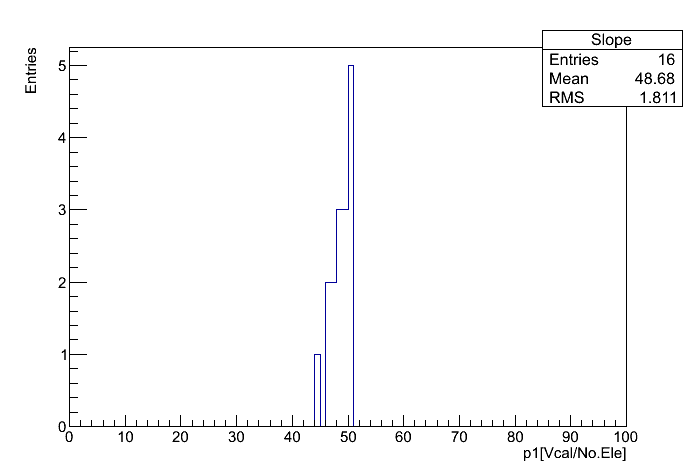 Slope
Entries 16
Mean 48.68
RMS 1.811
Entries
5
4
3
2
1
0
0 10 20 30 40 50 60 70 80 90 100
p1[Vcal/No.Ele]